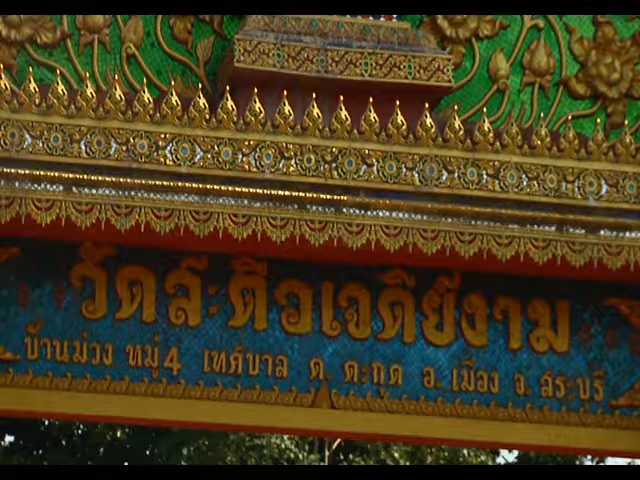 วัดสะตือเจดีย์งาม
บ้านม่วง หมู่4 เทศบาล ต. ตะกุด อ. เมือง จ. สระบุรี